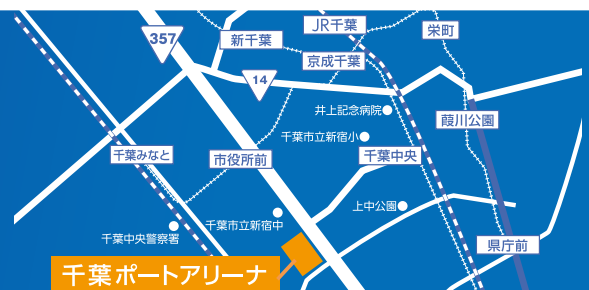 JR千葉
栄町
357
新千葉
京成千葉
14
井上記念病院
葭川公園
千葉市立新宿小
千葉みなと
市役所前
千葉中央
上中公園
千葉市立新宿中
千葉中央警察署
県庁前
千葉ポートアリーナ